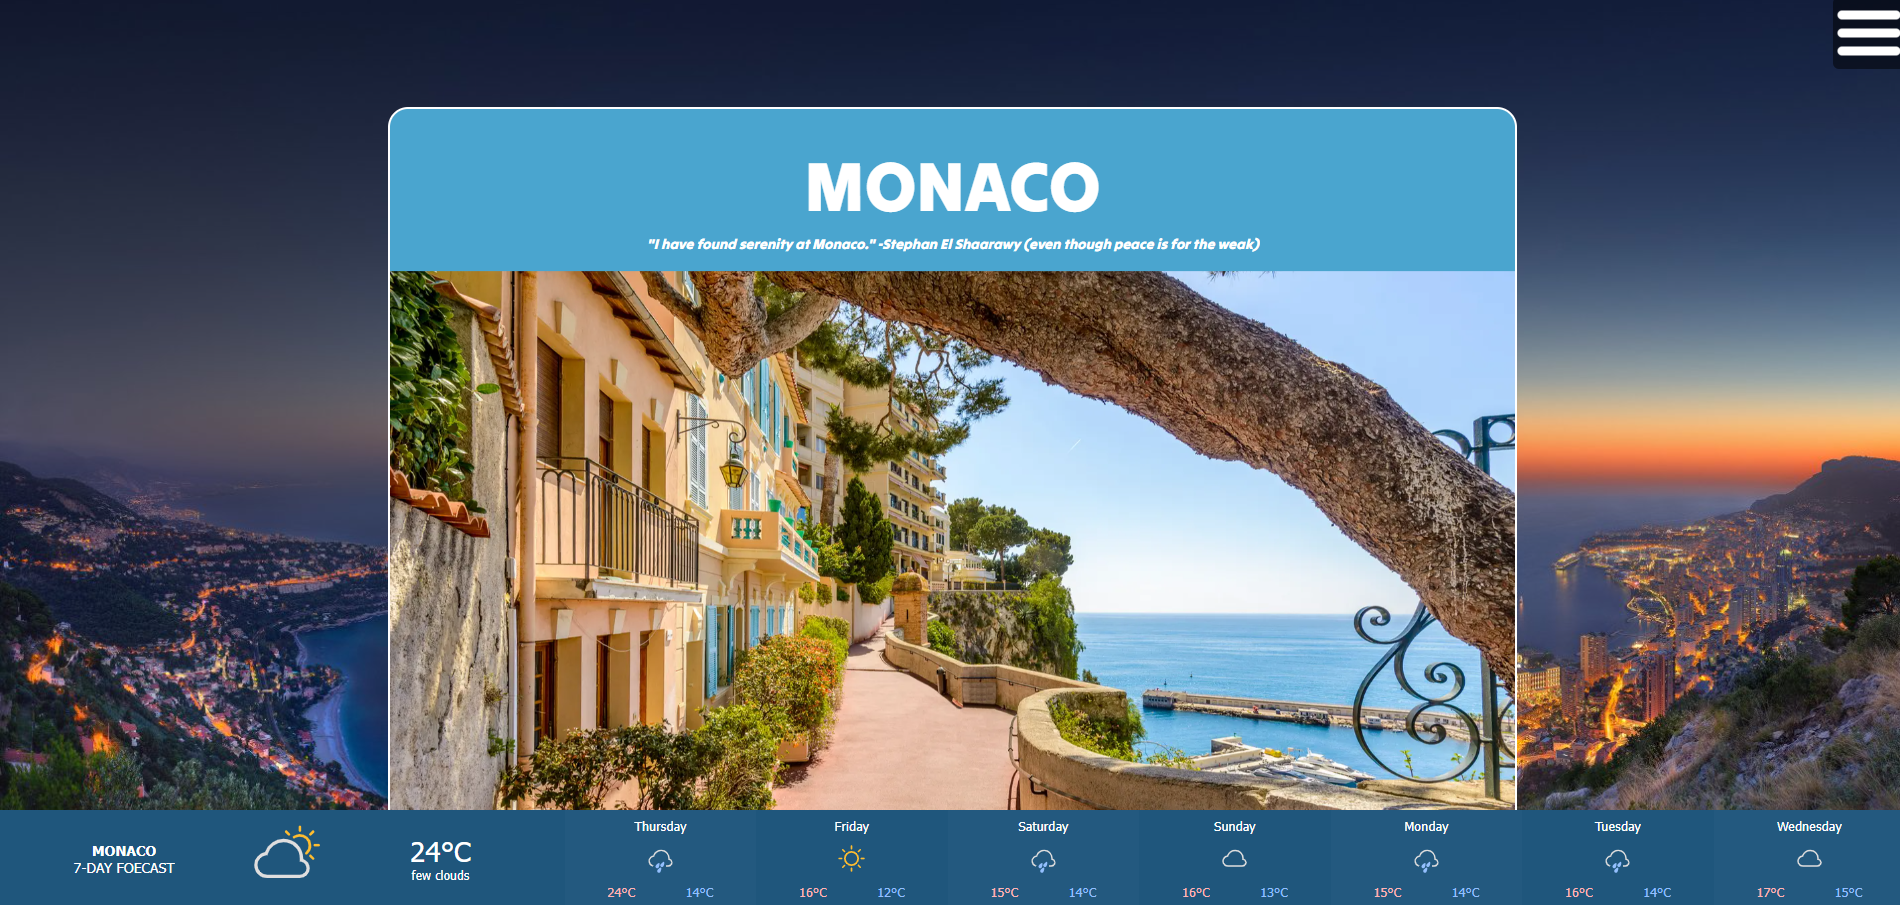 MONACO
"I have found serenity at Monaco." -Stephan El Shaarawy (even though peace is for the weak)
MONACO
7-DAY FOECAST
24°C
few clouds
Thursday
24°C 14°C
Friday
16°C 12°C
Saturday
15°C 14°C
Sunday
16°C 13°C
Monday
15°C 14°C
Tuesday
16°C 14°C
Wednesday
17°C 15°C